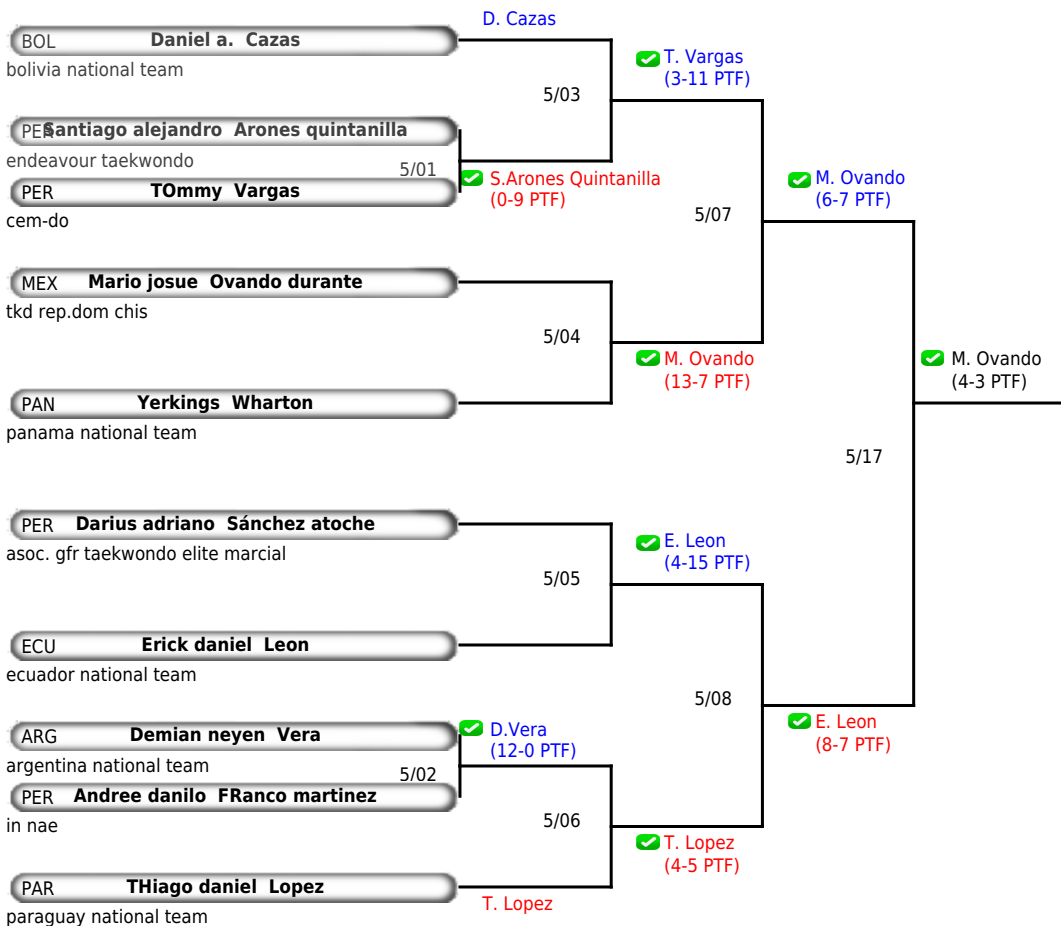 D. Cazas
BOL Daniel a. Cazas
bolivia national team
T. Vargas
(3-11 PTF)
5/03
PER Santiago alejandro Arones quintanilla
endeavour taekwondo
5/01
S.Arones Quintanilla
(0-9 PTF)
PER TOmmy Vargas
cem-do
M. Ovando
(6-7 PTF)
5/07
MEX Mario josue Ovando durante
tkd rep.dom chis
5/04
M. Ovando
(13-7 PTF)
M. Ovando
(4-3 PTF)
PAN Yerkings Wharton
panama national team
5/17
PER Darius adriano Sánchez atoche
asoc. gfr taekwondo elite marcial
E. Leon
(4-15 PTF)
5/05
ECU Erick daniel Leon
ecuador national team
5/08
E. Leon
(8-7 PTF)
ARG Demian neyen Vera
argentina national team
D.Vera
(12-0 PTF)
5/02
PER Andree danilo FRanco martinez
in nae
5/06
T. Lopez
(4-5 PTF)
PAR THiago daniel Lopez
paraguay national team
T. Lopez